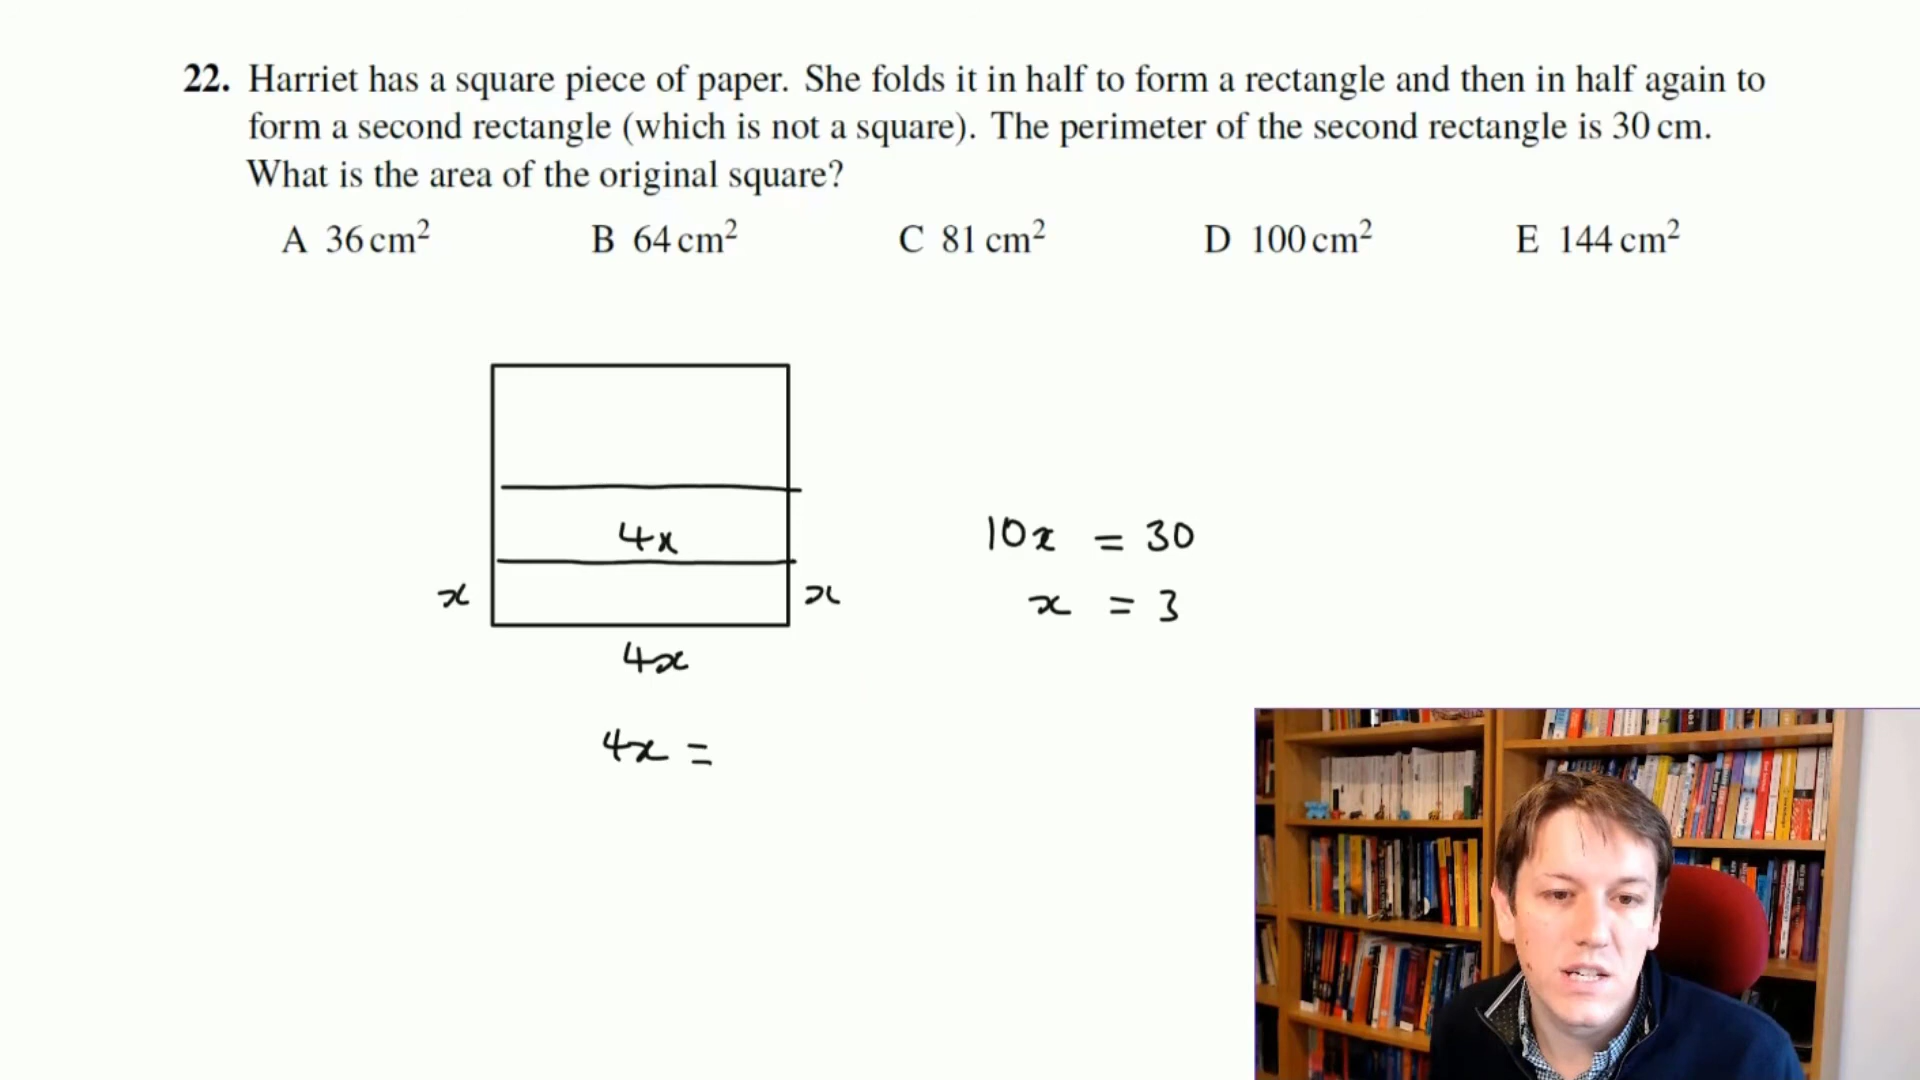 22. Harriet has a square piece of paper. She folds it in half to form a rectangle and then in half again to
form a second rectangle (which is not a square). The perimeter of the second rectangle is 30 cm.
What is the area of the original square?
A 36 cm² B 64 cm² C 81 cm² D 100 cm² E 144 cm²
4x
10x = 30
x x
x = 3
4x
4x =